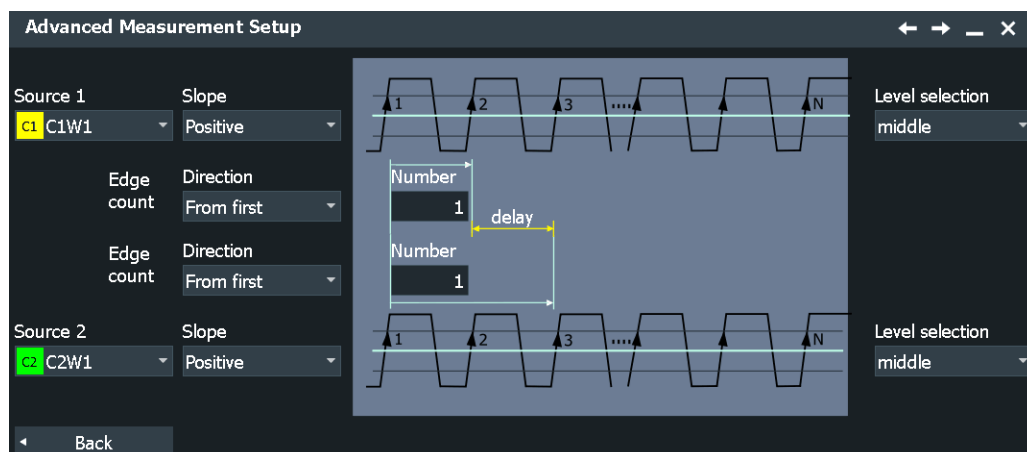 Advanced Measurement Setup
Source 1
Slope
Level selection
C1 C1W1
Positive
middle
1 2 3 N
Edge count
Direction
From first
Number
1
delay
Edge count
Direction
From first
Number
1
Source 2
Slope
Level selection
C2 C2W1
Positive
middle
1 2 3 N
Back